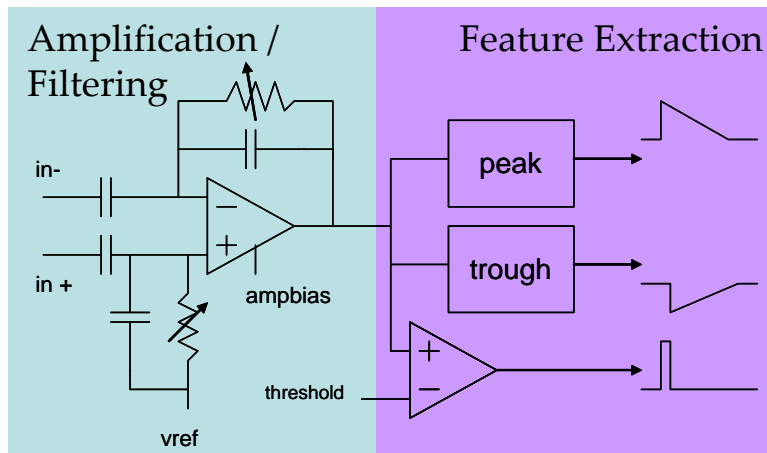 Amplification /
Filtering
Feature Extraction
in-
in +
−
+
ampbias
vref
peak
trough
+
−
threshold